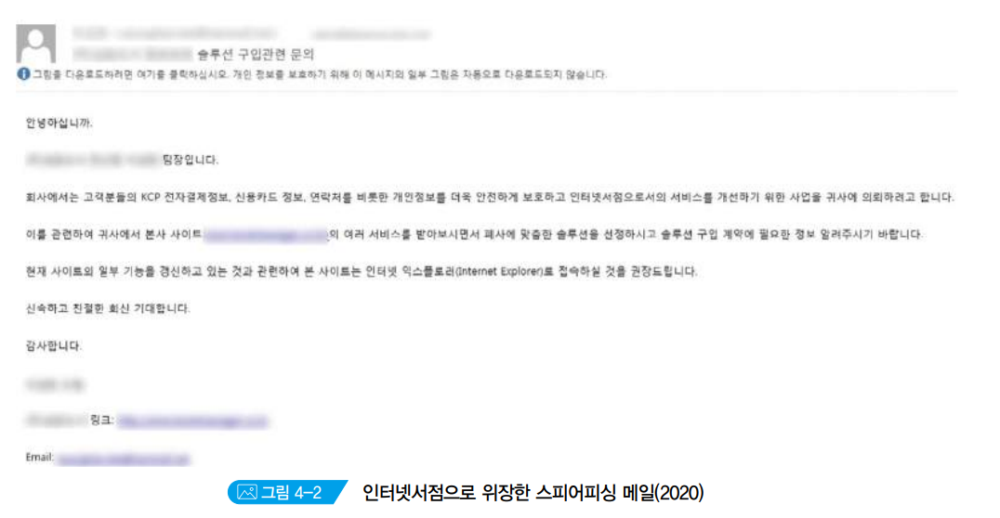 솔루션 구입관련 문의
그림을 다운로드하려면 여기를 클릭하십시오. 개인 정보를 보호하기 위해 이 메시지의 일부 그림은 자동으로 다운로드되지 않습니다.
안녕하십니까.
팀장입니다.
회사에서는 고객분들의 KCP 전자결제정보, 신용카드 정보, 연락처를 비롯한 개인정보를 더욱 안전하게 보호하고 인터넷서점으로서의 서비스를 개선하기 위한 사업을 귀사에 의뢰하려고 합니다.
이를 관련하여 귀사에서 본사 사이트 의 여러 서비스를 받아보시면서 폐사에 맞춤한 솔루션을 선정하시고 솔루션 구입 계약에 필요한 정보 알려주시기 바랍니다.
현재 사이트의 일부 기능을 갱신하고 있는 것과 관련하여 본 사이트는 인터넷 익스플로러(Internet Explorer)로 접속하실 것을 권장드립니다.
신속하고 친절한 회신 기대합니다.
감사합니다.
링크:
Email:
그림 4-2 인터넷서점으로 위장한 스피어피싱 메일(2020)